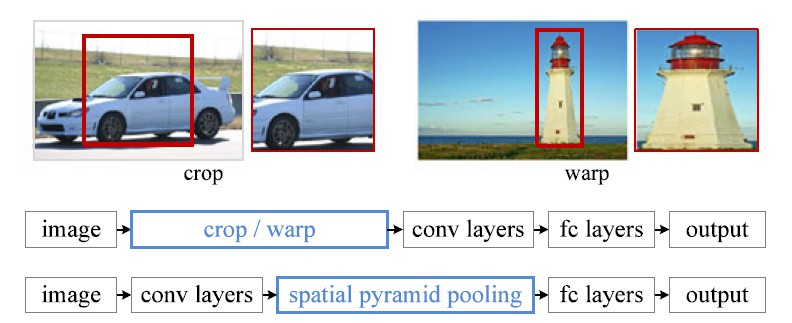 crop
warp
image crop / warp conv layers fc layers output
image conv layers spatial pyramid pooling fc layers output